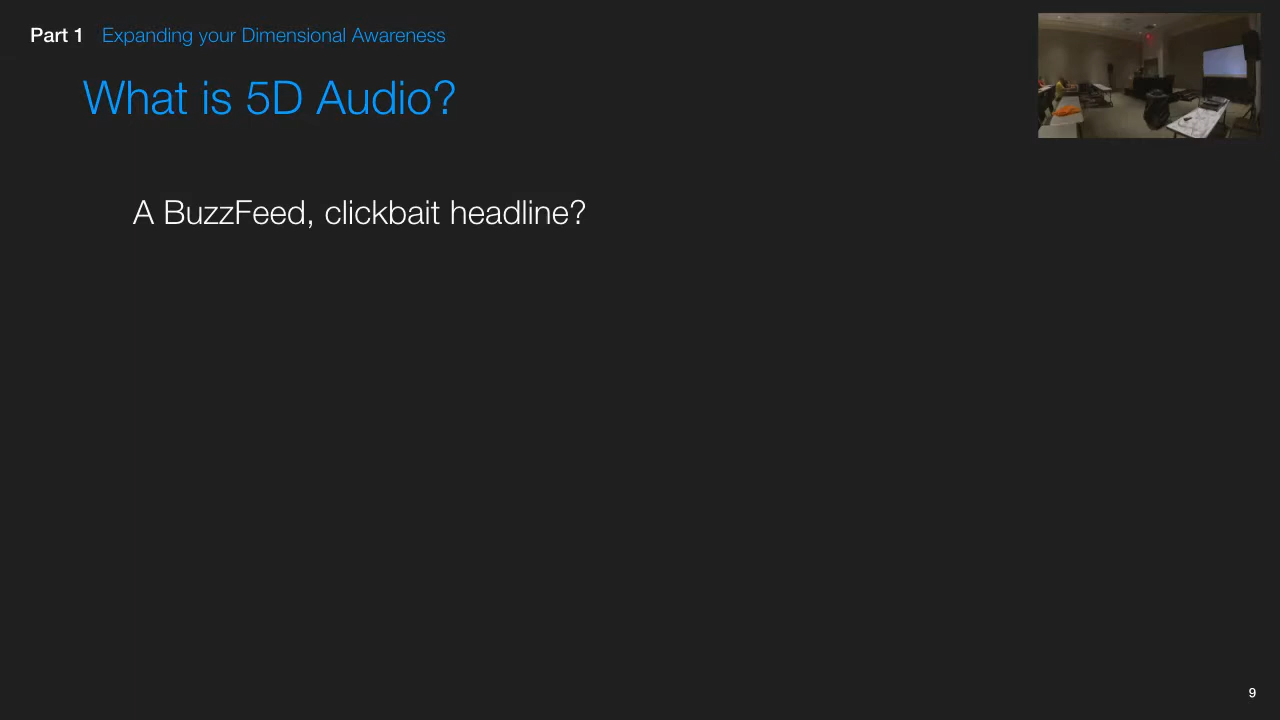 Part 1 Expanding your Dimensional Awareness
What is 5D Audio?
A BuzzFeed, clickbait headline?
9